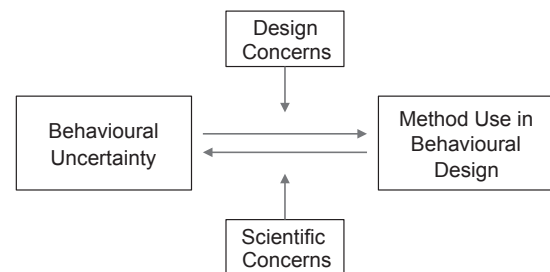 Design
Concerns
Behavioural
Uncertainty
Method Use in
Behavioural
Design
Scientific
Concerns